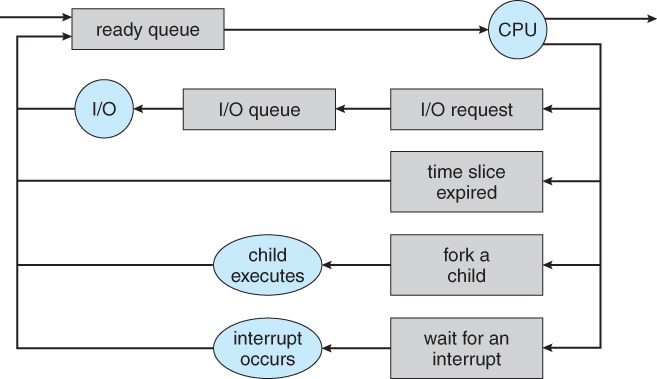 ready queue
CPU
I/O
I/O queue
I/O request
time slice
expired
child
executes
fork a
child
interrupt
occurs
wait for an
interrupt